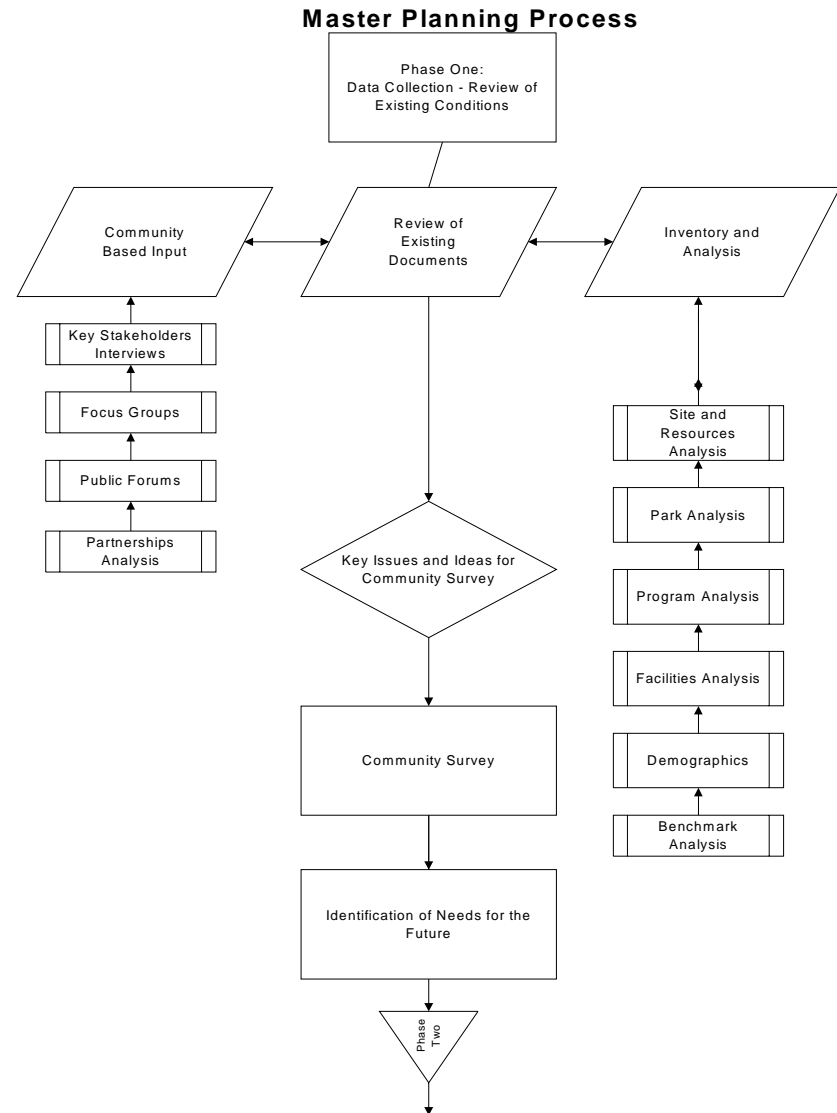 Master Planning Process
Phase One:
Data Collection - Review of
Existing Conditions
Community
Based Input
Review of
Existing
Documents
Inventory and
Analysis
Key Stakeholders
Interviews
Focus Groups
Public Forums
Partnerships
Analysis
Site and
Resources
Analysis
Park Analysis
Program Analysis
Facilities Analysis
Demographics
Benchmark
Analysis
Key Issues and Ideas for
Community Survey
Community Survey
Identification of Needs for the
Future
Phase
Two